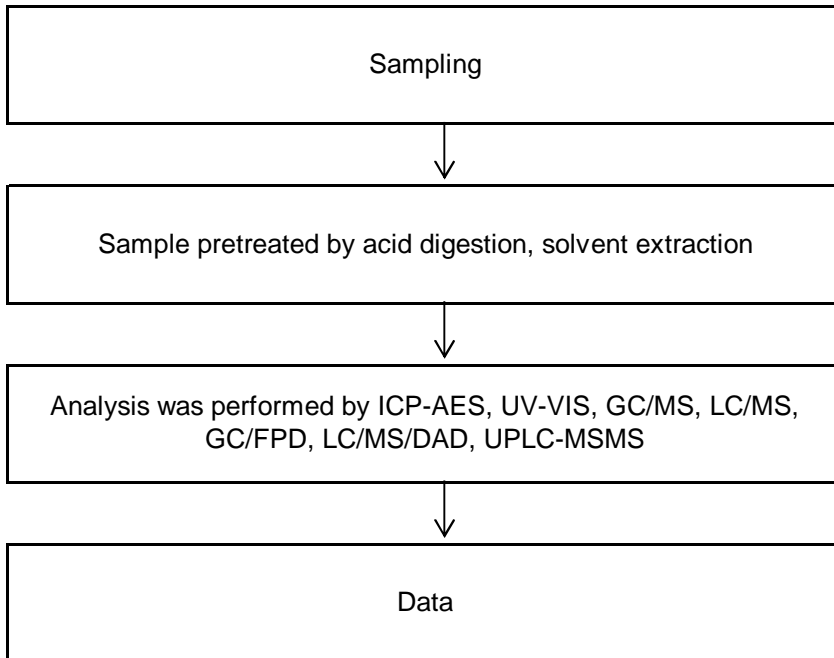 Sampling
Sample pretreated by acid digestion, solvent extraction
Analysis was performed by ICP-AES, UV-VIS, GC/MS, LC/MS,
GC/FPD, LC/MS/DAD, UPLC-MSMS
Data